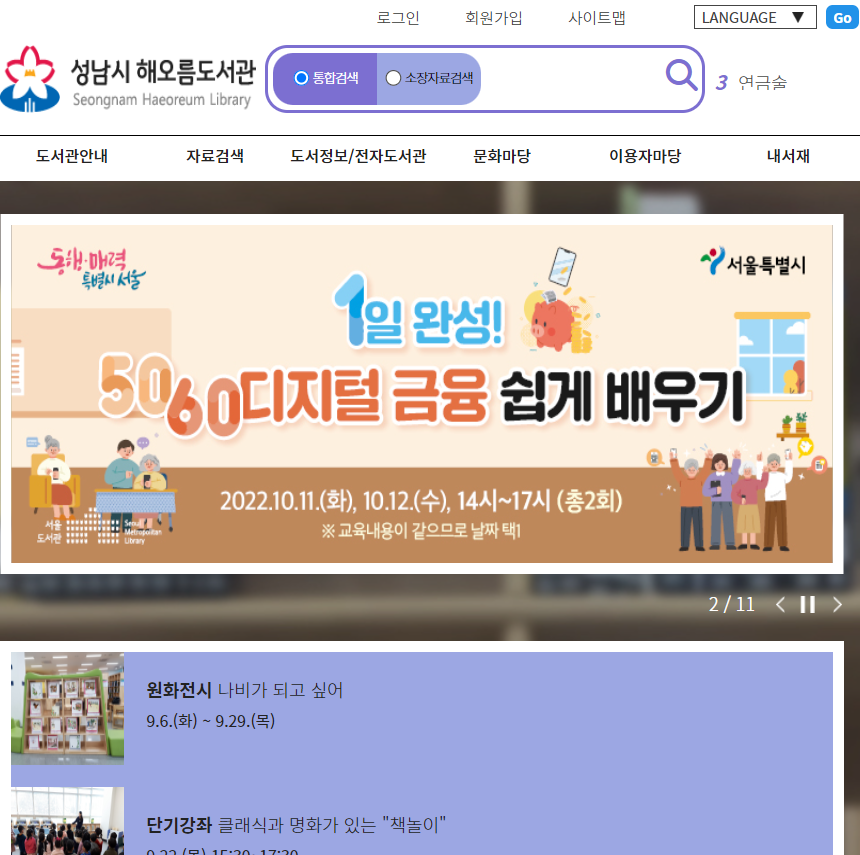 로그인 회원가입 사이트맵 LANGUAGE ▼ Go
성남시 해오름도서관
Seongnam Haeoreum Library
통합검색 소장자료검색
3 연금술
도서관안내 자료검색 도서정보/전자도서관 문화마당 이용자마당 내서재
동행·매력
특별시 서울
서울특별시
1일 완성!
5060디지털 금융 쉽게 배우기
2022.10.11.(화), 10.12.(수), 14시~17시 (총2회)
※ 교육내용이 같으므로 날짜 택1
서울
도서관
Seoul
Metropolitan
Library
2 / 11
원화전시 나비가 되고 싶어
9.6.(화) ~ 9.29.(목)
단기강좌 클래식과 명화가 있는 "책놀이"
9.22.(목) 15:30~17:30